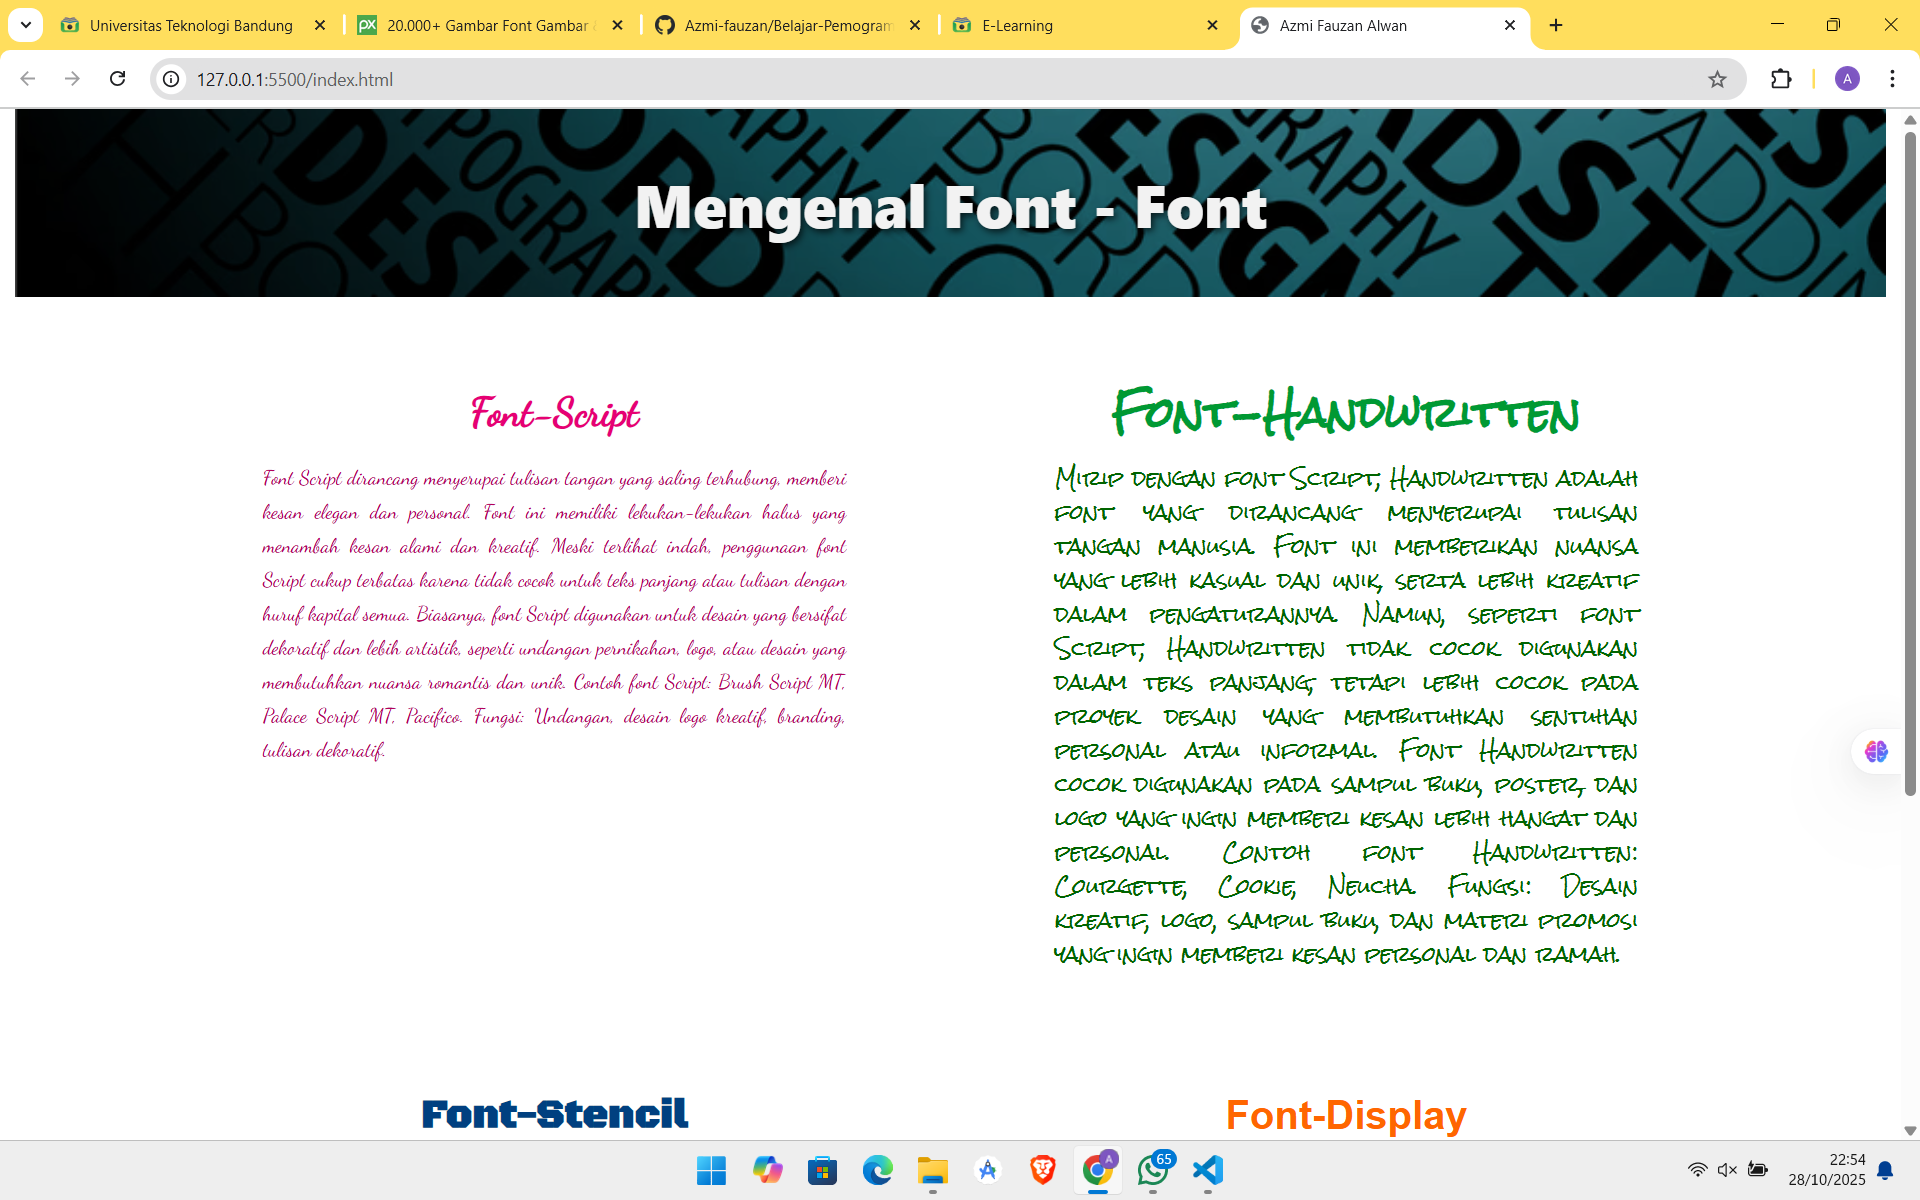 Universitas Teknologi Bandung
20.000+ Gambar Font Gambar
Azmi-fauzan/Belajar-Pemogram
E-Learning
Azmi Fauzan Alwan
127.0.0.1:5500/index.html
A
Mengenal Font - Font
Font-Script
Font Script dirancang menyerupai tulisan tangan yang saling terhubung, memberi
kesan elegan dan personal. Font ini memiliki lekukan-lekukan halus yang
menambah kesan alami dan kreatif. Meski terlihat indah, penggunaan font
Script cukup terbatas karena tidak cocok untuk teks panjang atau tulisan dengan
huruf kapital semua. Biasanya, font Script digunakan untuk desain yang bersifat
dekoratif dan lebih artistik, seperti undangan pernikahan, logo, atau desain yang
membutuhkan nuansa romantis dan unik. Contoh font Script: Brush Script MT,
Palace Script MT, Pacifico. Fungsi: Undangan, desain logo kreatif, branding,
tulisan dekoratif.
Font-Handwritten
Mirip dengan font Script, Handwritten adalah
font yang dirancang menyerupai tulisan
tangan manusia. Font ini memberikan nuansa
yang lebih kasual dan unik, serta lebih kreatif
dalam pengaturannya. Namun, seperti font
Script, Handwritten tidak cocok digunakan
dalam teks panjang, tetapi lebih cocok pada
proyek desain yang membutuhkan sentuhan
personal atau informal. Font Handwritten
cocok digunakan pada sampul buku, poster, dan
logo yang ingin memberi kesan lebih hangat dan
personal. Contoh font Handwritten:
Courgette, Cookie, Neucha. Fungsi: Desain
kreatif, logo, sampul buku, dan materi promosi
yang ingin memberi kesan personal dan ramah.
Font-Stencil
Font-Display
A
65
22:54
28/10/2025